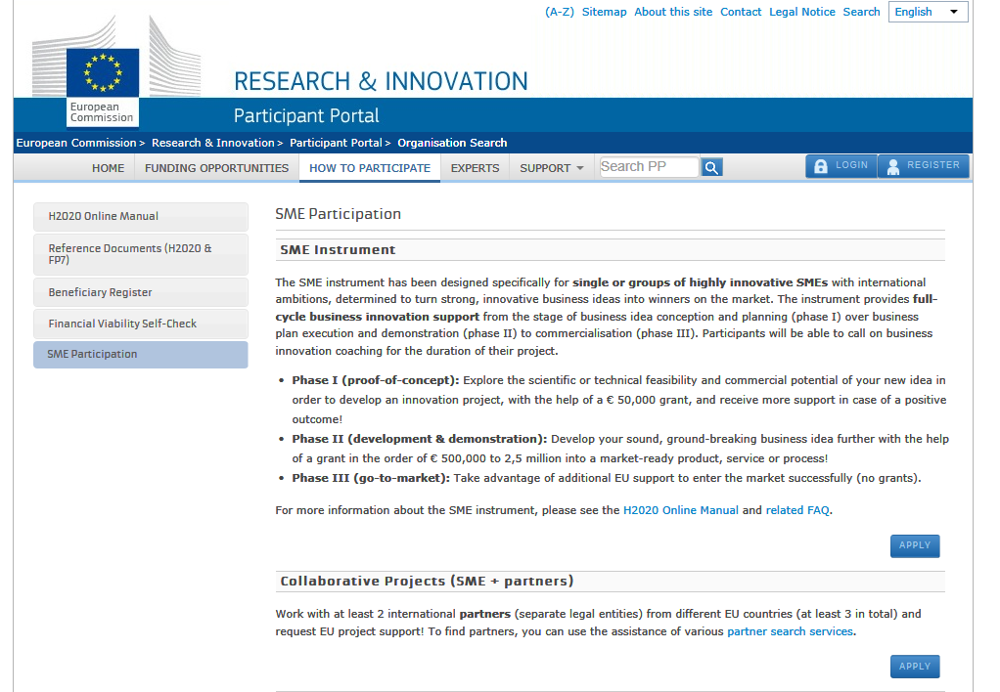 (A-Z) Sitemap About this site Contact Legal Notice Search English
European
Commission
RESEARCH & INNOVATION
Participant Portal
European Commission > Research & Innovation > Participant Portal > Organisation Search
HOME FUNDING OPPORTUNITIES HOW TO PARTICIPATE EXPERTS SUPPORT Search PP LOGIN REGISTER
H2020 Online Manual
Reference Documents (H2020 &
FP7)
Beneficiary Register
Financial Viability Self-Check
SME Participation
SME Participation
SME Instrument
The SME instrument has been designed specifically for single or groups of highly innovative SMEs with international
ambitions, determined to turn strong, innovative business ideas into winners on the market. The instrument provides full-
cycle business innovation support from the stage of business idea conception and planning (phase I) over business
plan execution and demonstration (phase II) to commercialisation (phase III). Participants will be able to call on business
innovation coaching for the duration of their project.
• Phase I (proof-of-concept): Explore the scientific or technical feasibility and commercial potential of your new idea in
order to develop an innovation project, with the help of a € 50,000 grant, and receive more support in case of a positive
outcome!
• Phase II (development & demonstration): Develop your sound, ground-breaking business idea further with the help
of a grant in the order of € 500,000 to 2,5 million into a market-ready product, service or process!
• Phase III (go-to-market): Take advantage of additional EU support to enter the market successfully (no grants).
For more information about the SME instrument, please see the H2020 Online Manual and related FAQ.
APPLY
Collaborative Projects (SME + partners)
Work with at least 2 international partners (separate legal entities) from different EU countries (at least 3 in total) and
request EU project support! To find partners, you can use the assistance of various partner search services.
APPLY